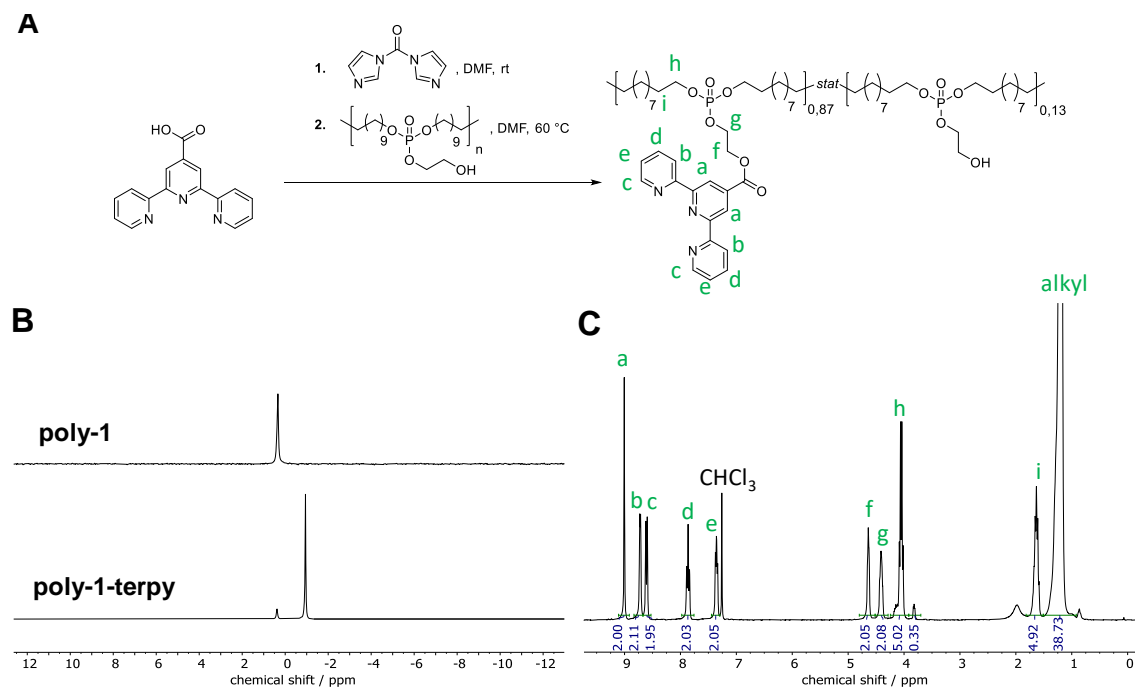 A
O
1.
N
N
N
N
, DMF, rt
2.
9
O
O
P
O
9
n
O
OH
, DMF, 60 °C
HO
O
N
N
N
h
7
i
O
O
P
O
7
0,87
stat
7
O
O
P
O
7
0,13
O
g
O
f
O
O
OH
d
b
e
a
c
N
N
a
N
b
c
e
d
B
poly-1
poly-1-terpy
12 10 8 6 4 2 0 -2 -4 -6 -8 -10 -12
chemical shift / ppm
C
alkyl
a
h
CHCl3
b c
d
e
f
g
i
2.00
2.11
1.95
2.03
2.05
2.05
2.08
5.02
0.35
4.92
38.73
9 8 7 6 5 4 3 2 1 0
chemical shift / ppm